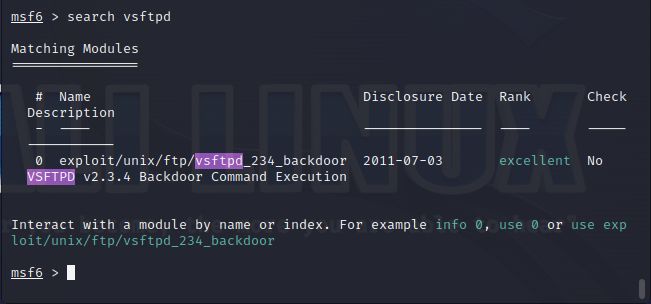 msf6 > search vsftpd
Matching Modules
================
# Name Disclosure Date Rank Check
Description
- ---- --------------- ---- -----
-----------
0 exploit/unix/ftp/vsftpd_234_backdoor 2011-07-03 excellent No
VSFTPD v2.3.4 Backdoor Command Execution
Interact with a module by name or index. For example info 0, use 0 or use exp
loit/unix/ftp/vsftpd_234_backdoor
msf6 >